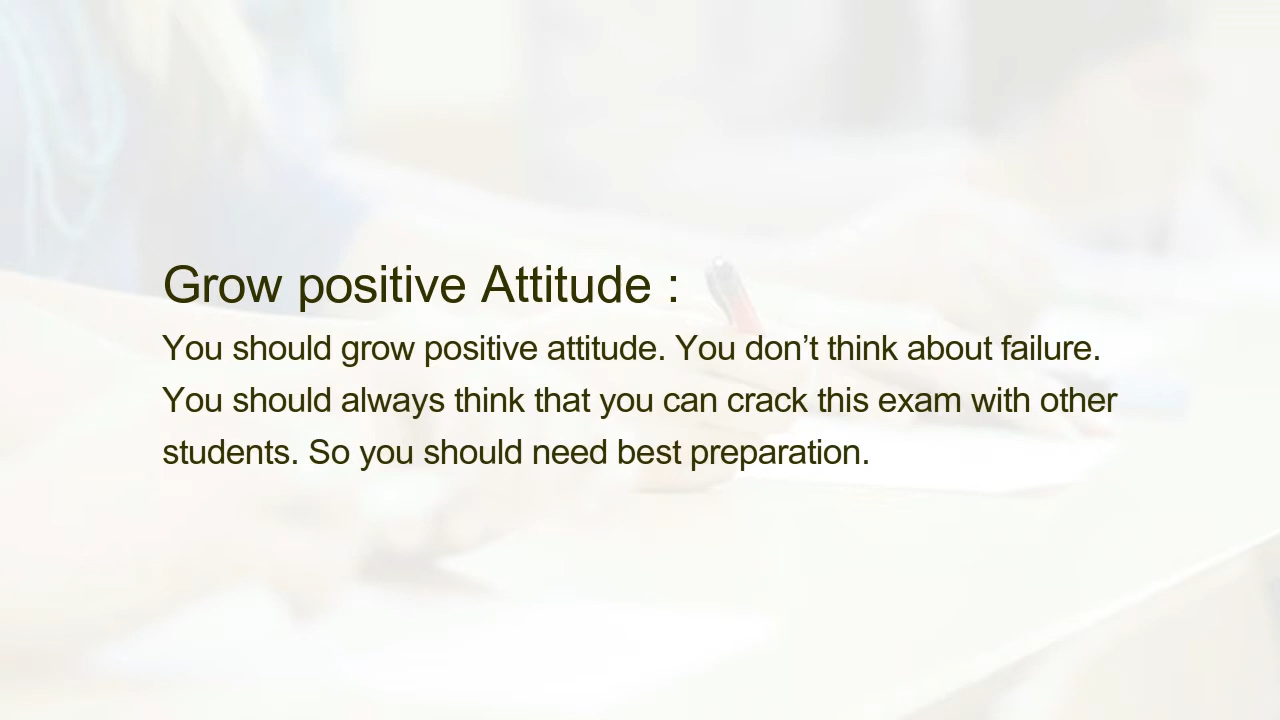 Grow positive Attitude :
You should grow positive attitude. You don’t think about failure.
You should always think that you can crack this exam with other
students. So you should need best preparation.